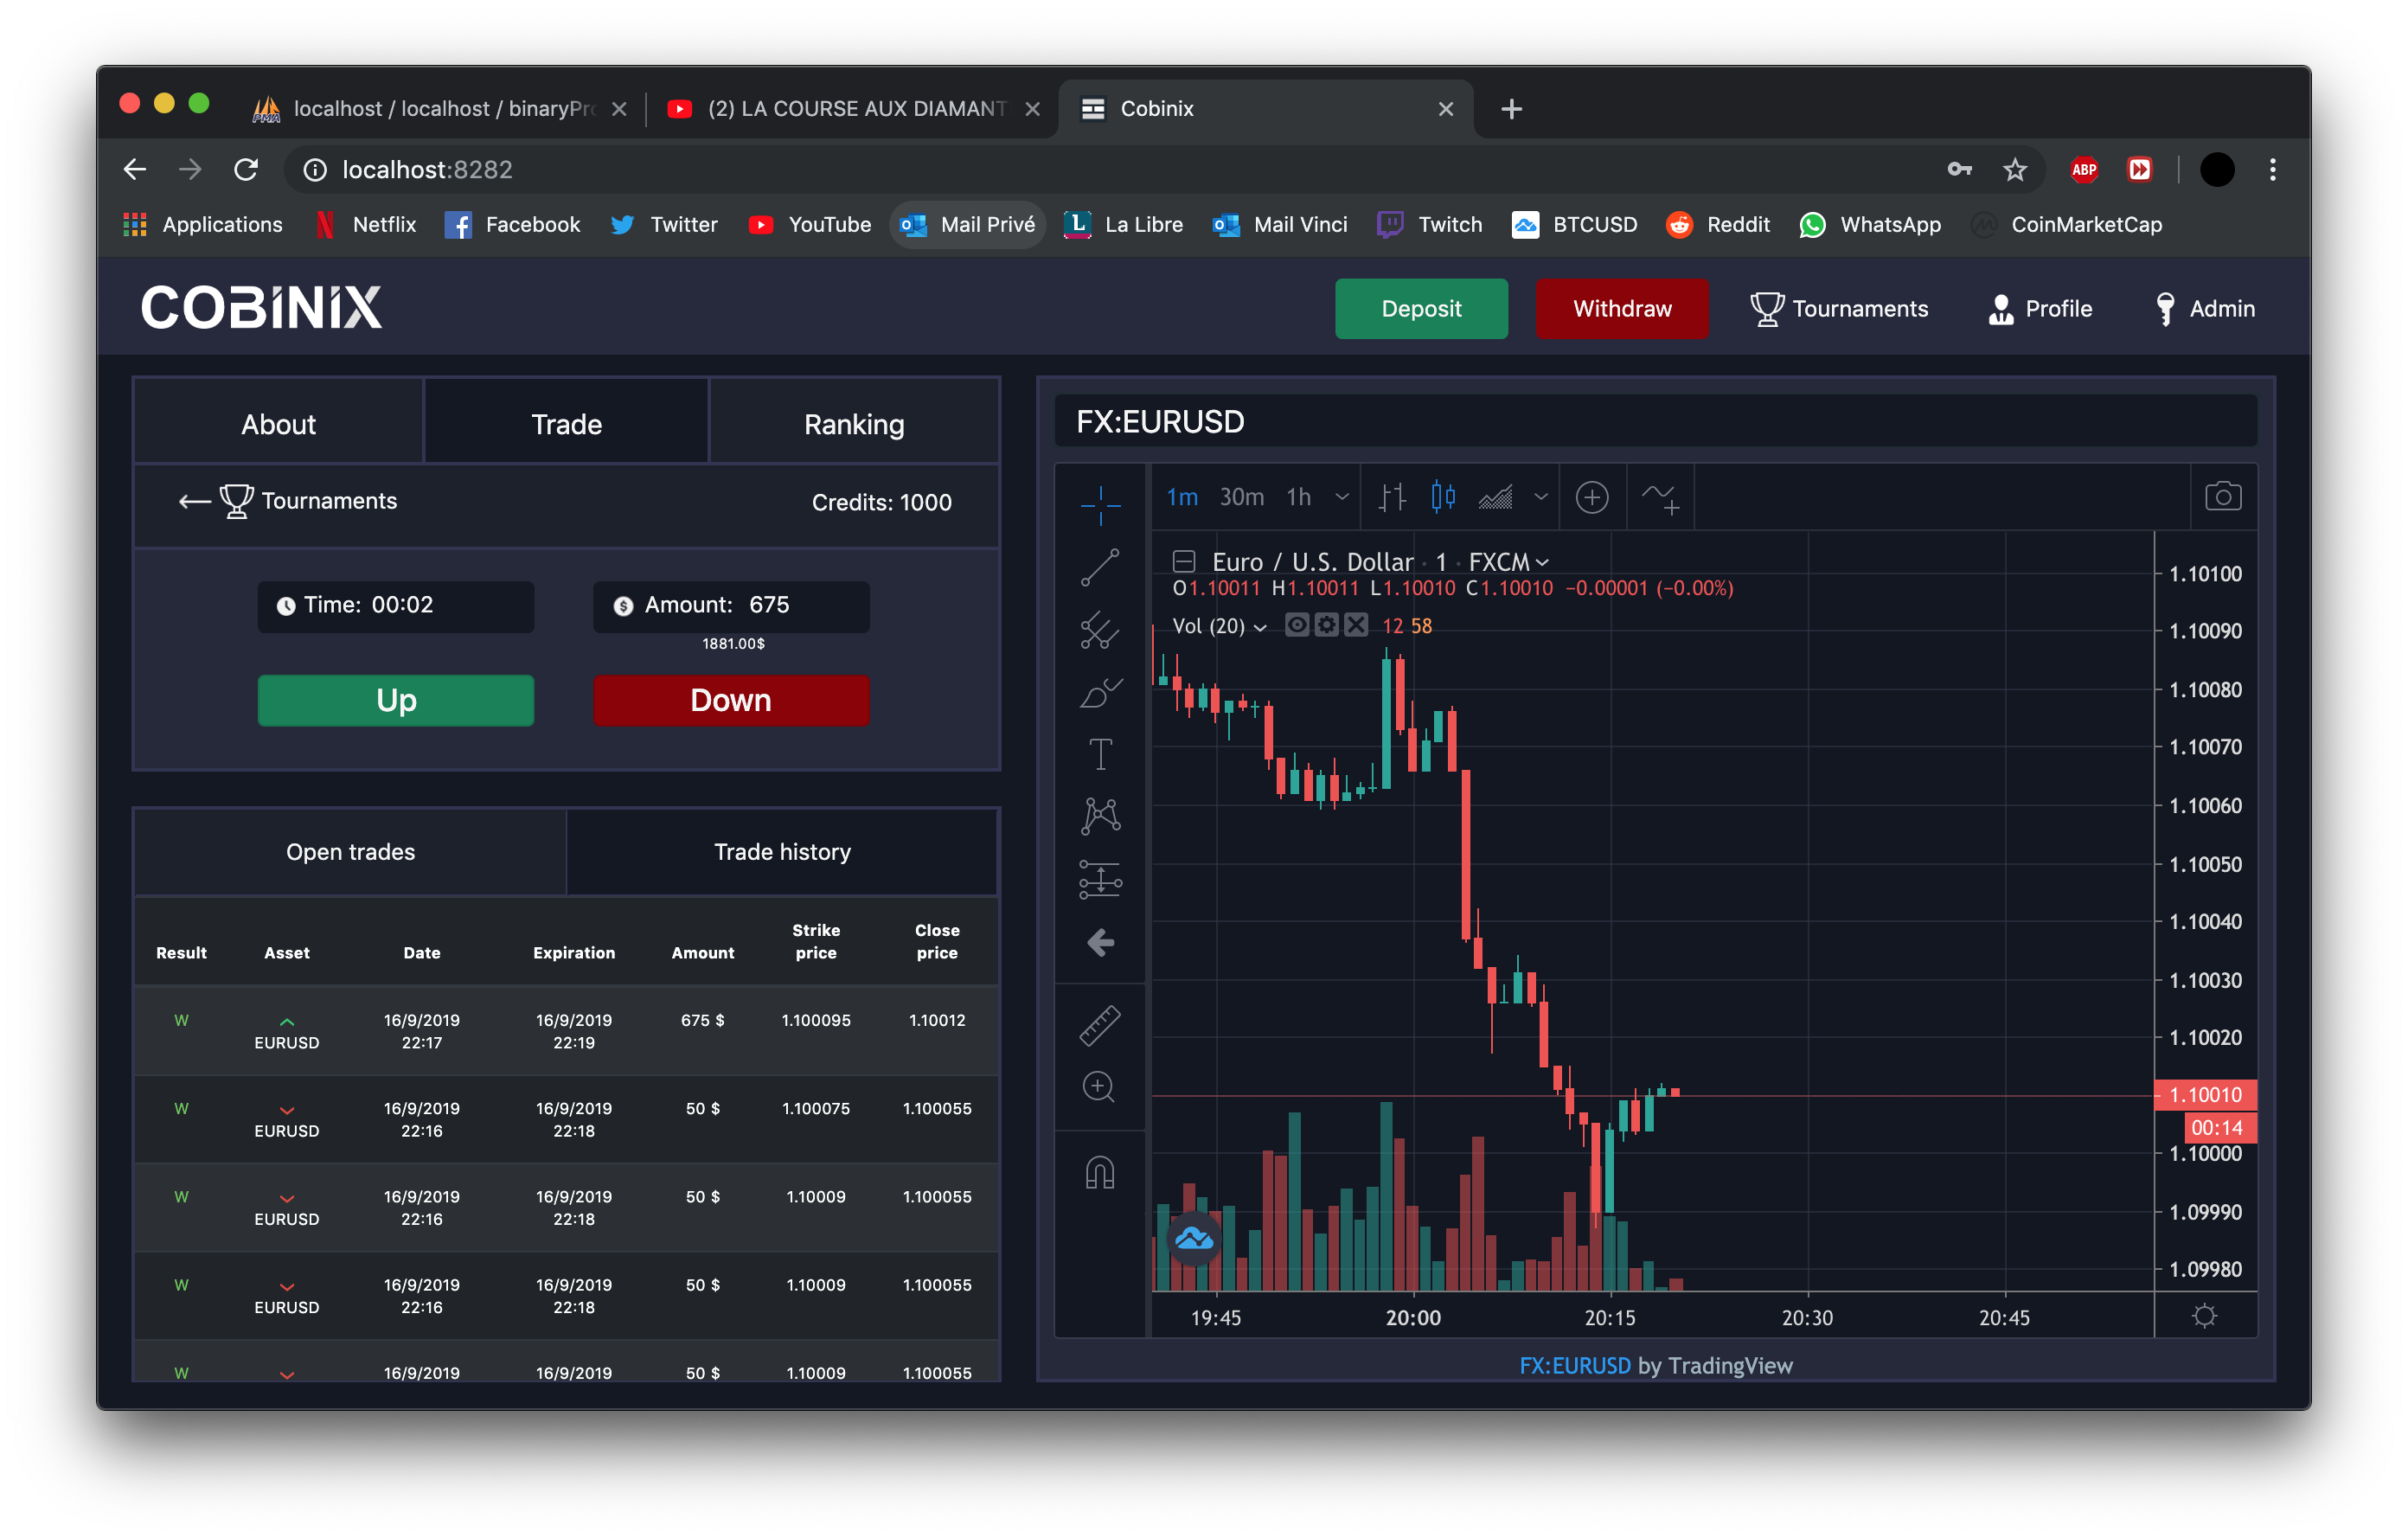 localhost / localhost / binaryPro
(2) LA COURSE AUX DIAMANT
Cobinix
localhost:8282
ABP
Applications
Netflix
Facebook
Twitter
YouTube
Mail Privé
La Libre
Mail Vinci
Twitch
BTCUSD
Reddit
WhatsApp
CoinMarketCap
COBINIX
Deposit
Withdraw
Tournaments
Profile
Admin
About
Trade
Ranking
Tournaments
Credits: 1000
Time: 00:02
Amount: 675
1881.00$
Up
Down
Open trades
Trade history
Result Asset Date Expiration Amount Strike price Close price
W EURUSD 16/9/2019 22:17 16/9/2019 22:19 675 $ 1.100095 1.10012
W EURUSD 16/9/2019 22:16 16/9/2019 22:18 50 $ 1.100075 1.100055
W EURUSD 16/9/2019 22:16 16/9/2019 22:18 50 $ 1.10009 1.100055
W EURUSD 16/9/2019 22:16 16/9/2019 22:18 50 $ 1.10009 1.100055
W 16/9/2019 16/9/2019 50 $ 1.10009 1.100055
FX:EURUSD
1m 30m 1h
Euro / U.S. Dollar · 1 · FXCM
O1.10011 H1.10011 L1.10010 C1.10010 −0.00001 (−0.00%)
Vol (20) 12 58
1.10100
1.10090
1.10080
1.10070
1.10060
1.10050
1.10040
1.10030
1.10020
1.10010
00:14
1.10000
1.09990
1.09980
19:45 20:00 20:15 20:30 20:45
FX:EURUSD by TradingView